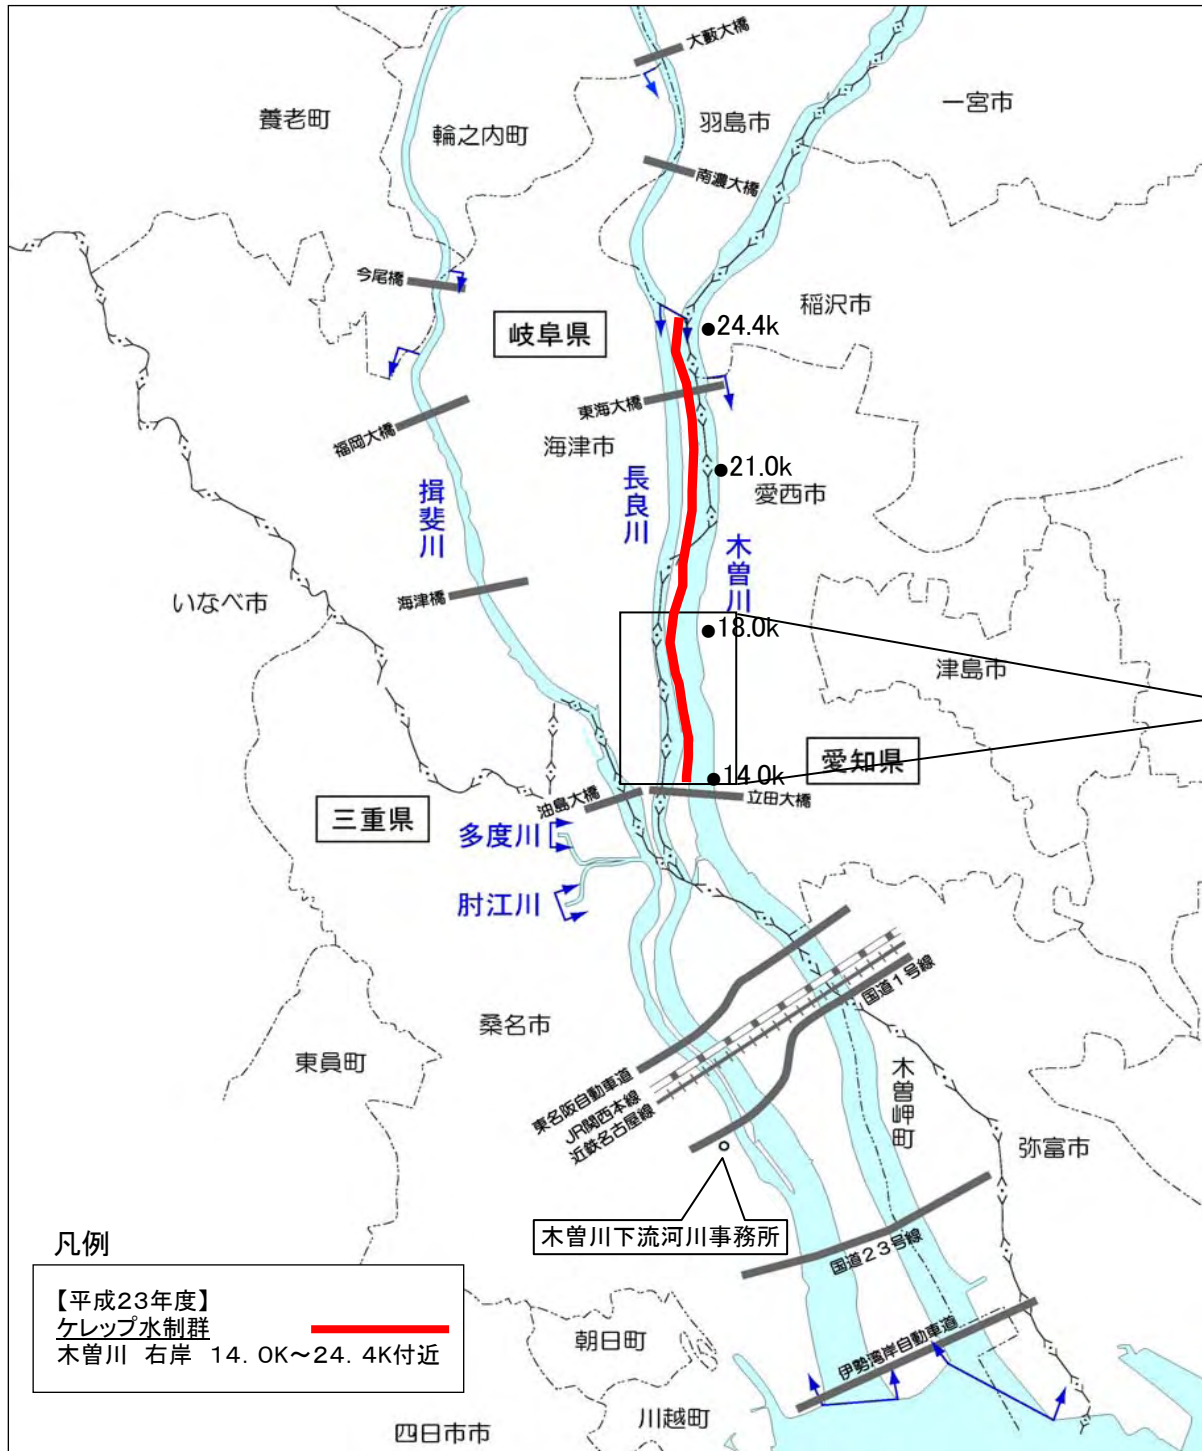 大藪大橋
一宮市
養老町
輪之内町
羽島市
南濃大橋
今尾橋
稲沢市
岐阜県
●24.4k
東海大橋
福岡大橋
海津市
●21.0k
愛西市
揖斐川
長良川
木曽川
海津橋
いなべ市
●18.0k
津島市
愛知県
●14.0k
油島大橋
立田大橋
三重県
多度川
肘江川
国道1号線
桑名市
東員町
東名阪自動車道
JR関西本線
近鉄名古屋線
木曽岬町
弥富市
木曽川下流河川事務所
国道23号線
凡例
【平成23年度】
ケレップ水制群
木曽川 右岸 14.0K~24.4K付近
朝日町
伊勢湾岸自動車道
川越町
四日市市